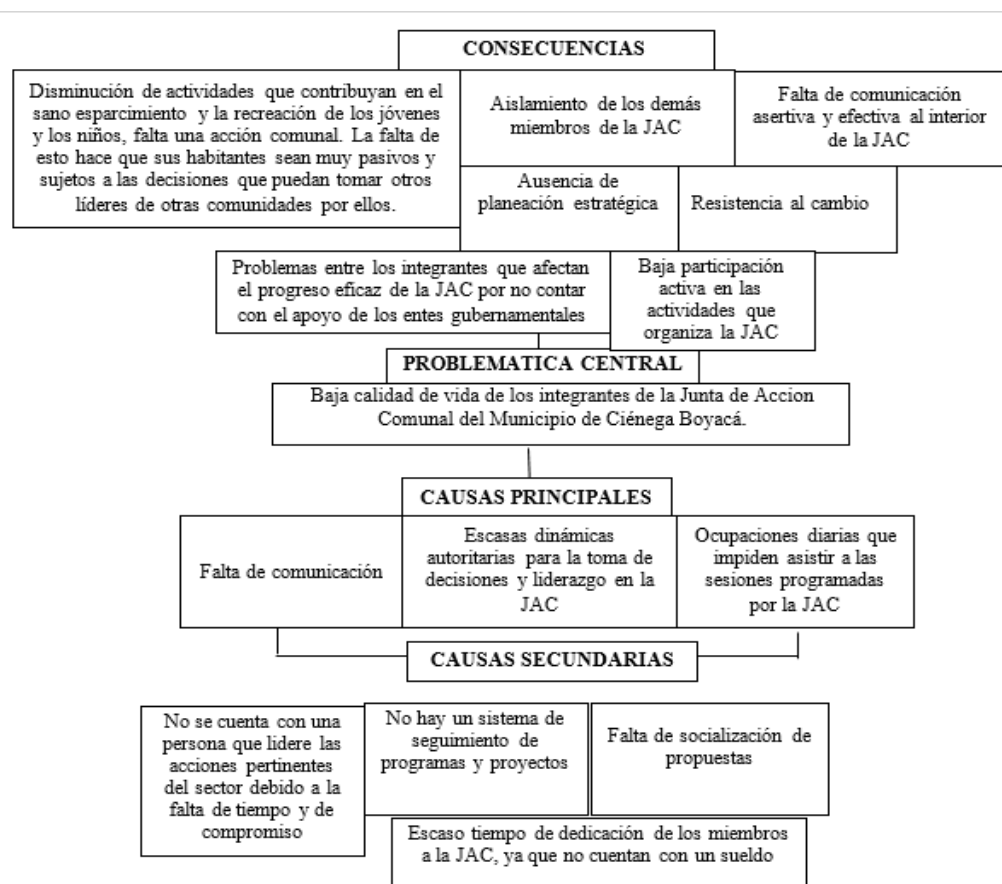 CONSECUENCIAS
Disminución de actividades que contribuyan en el
sano esparcimiento y la recreación de los jóvenes
y los niños, falta una acción comunal. La falta de
esto hace que sus habitantes sean muy pasivos y
sujetos a las decisiones que puedan tomar otros
líderes de otras comunidades por ellos.
Aislamiento de los demás
miembros de la JAC
Falta de comunicación
asertiva y efectiva al interior
de la JAC
Ausencia de
planeación estratégica
Resistencia al cambio
Problemas entre los integrantes que afectan
el progreso eficaz de la JAC por no contar
con el apoyo de los entes gubernamentales
Baja participación
activa en las
actividades que
organiza la JAC
PROBLEMATICA CENTRAL
Baja calidad de vida de los integrantes de la Junta de Accion
Comunal del Municipio de Ciénega Boyacá.
CAUSAS PRINCIPALES
Falta de comunicación
Escasas dinámicas
autoritarias para la toma de
decisiones y liderazgo en la
JAC
Ocupaciones diarias que
impiden asistir a las
sesiones programadas
por la JAC
CAUSAS SECUNDARIAS
No se cuenta con una
persona que lidere las
acciones pertinentes
del sector debido a la
falta de tiempo y de
compromiso
No hay un sistema de
seguimiento de
programas y proyectos
Falta de socialización de
propuestas
Escaso tiempo de dedicación de los miembros
a la JAC, ya que no cuentan con un sueldo